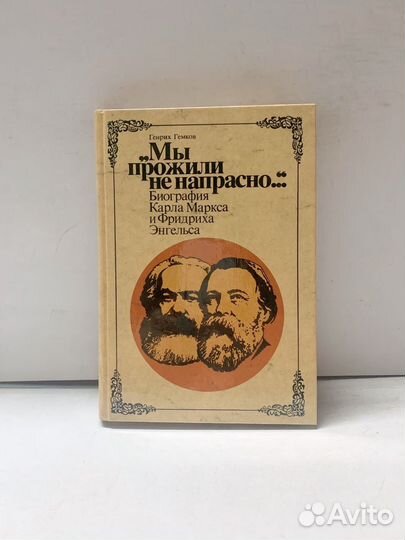 Генрих Гемков
„Мы
прожили
не напрасно...“
Биография
Карла Маркса
и Фридриха
Энгельса
Avito